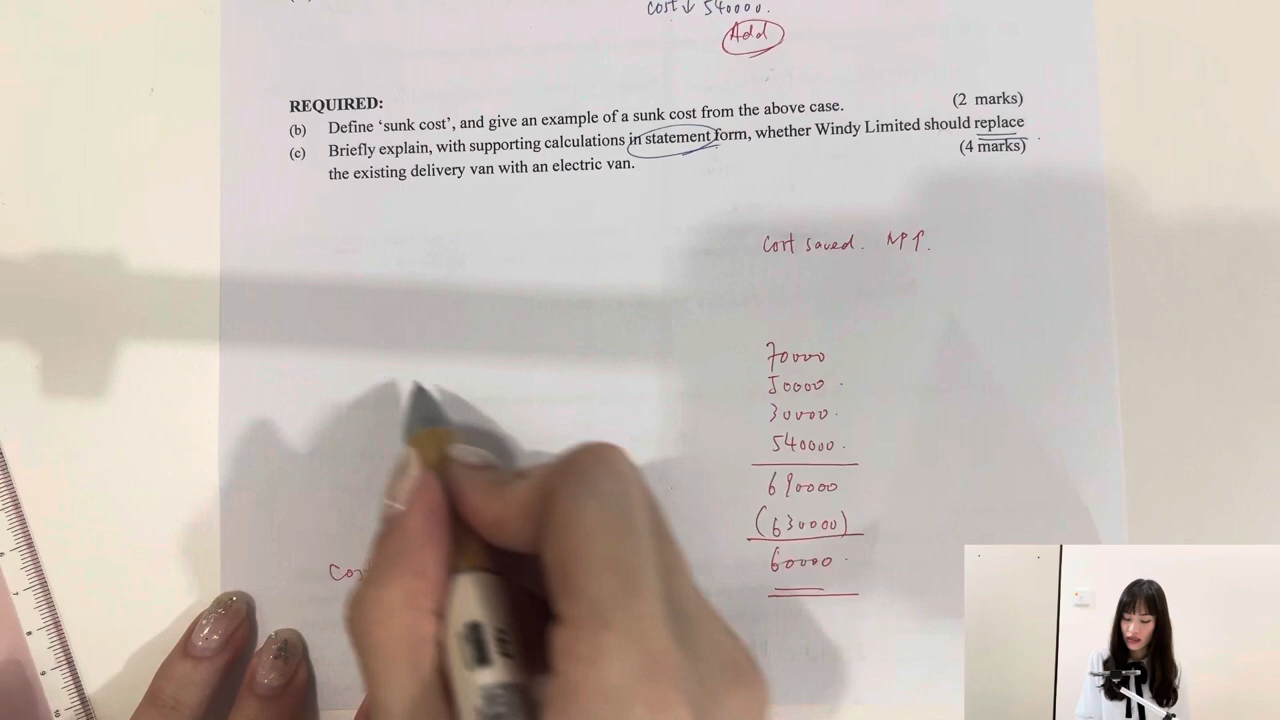 cost ↓ 540000.
Add
REQUIRED:
(b) Define ‘sunk cost’, and give an example of a sunk cost from the above case. (2 marks)
(c) Briefly explain, with supporting calculations in statement form, whether Windy Limited should replace
the existing delivery van with an electric van. (4 marks)
Cost saved. NP↑.
70000
50000
30000
540000
690000
(630000)
60000